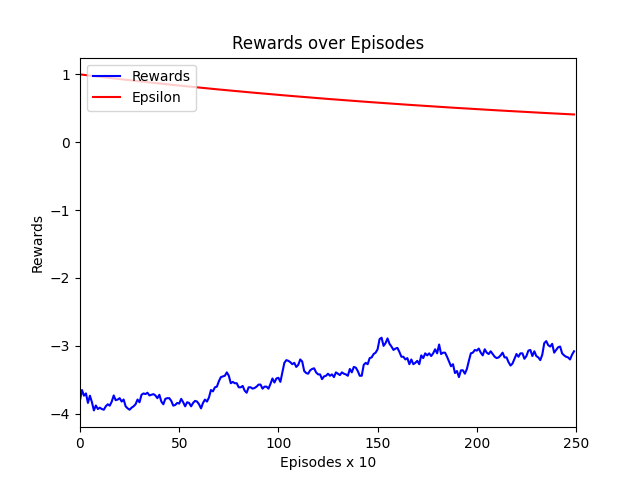 Rewards over Episodes
Rewards
Epsilon
1
0
−1
−2
−3
−4
Rewards
0 50 100 150 200 250
Episodes x 10